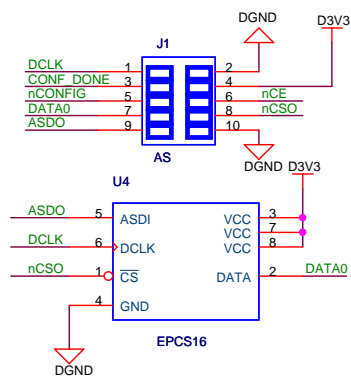 J1
DGND
D3V3
DCLK 1 2
CONF_DONE 3 4
nCONFIG 5 6 nCE
DATA0 7 8 nCSO
ASDO 9 10
AS
DGND
D3V3
U4
ASDO 5 ASDI VCC 3
VCC 7
DCLK 6 DCLK VCC 8
nCSO 1 CS DATA 2 DATA0
4 GND
EPCS16
DGND